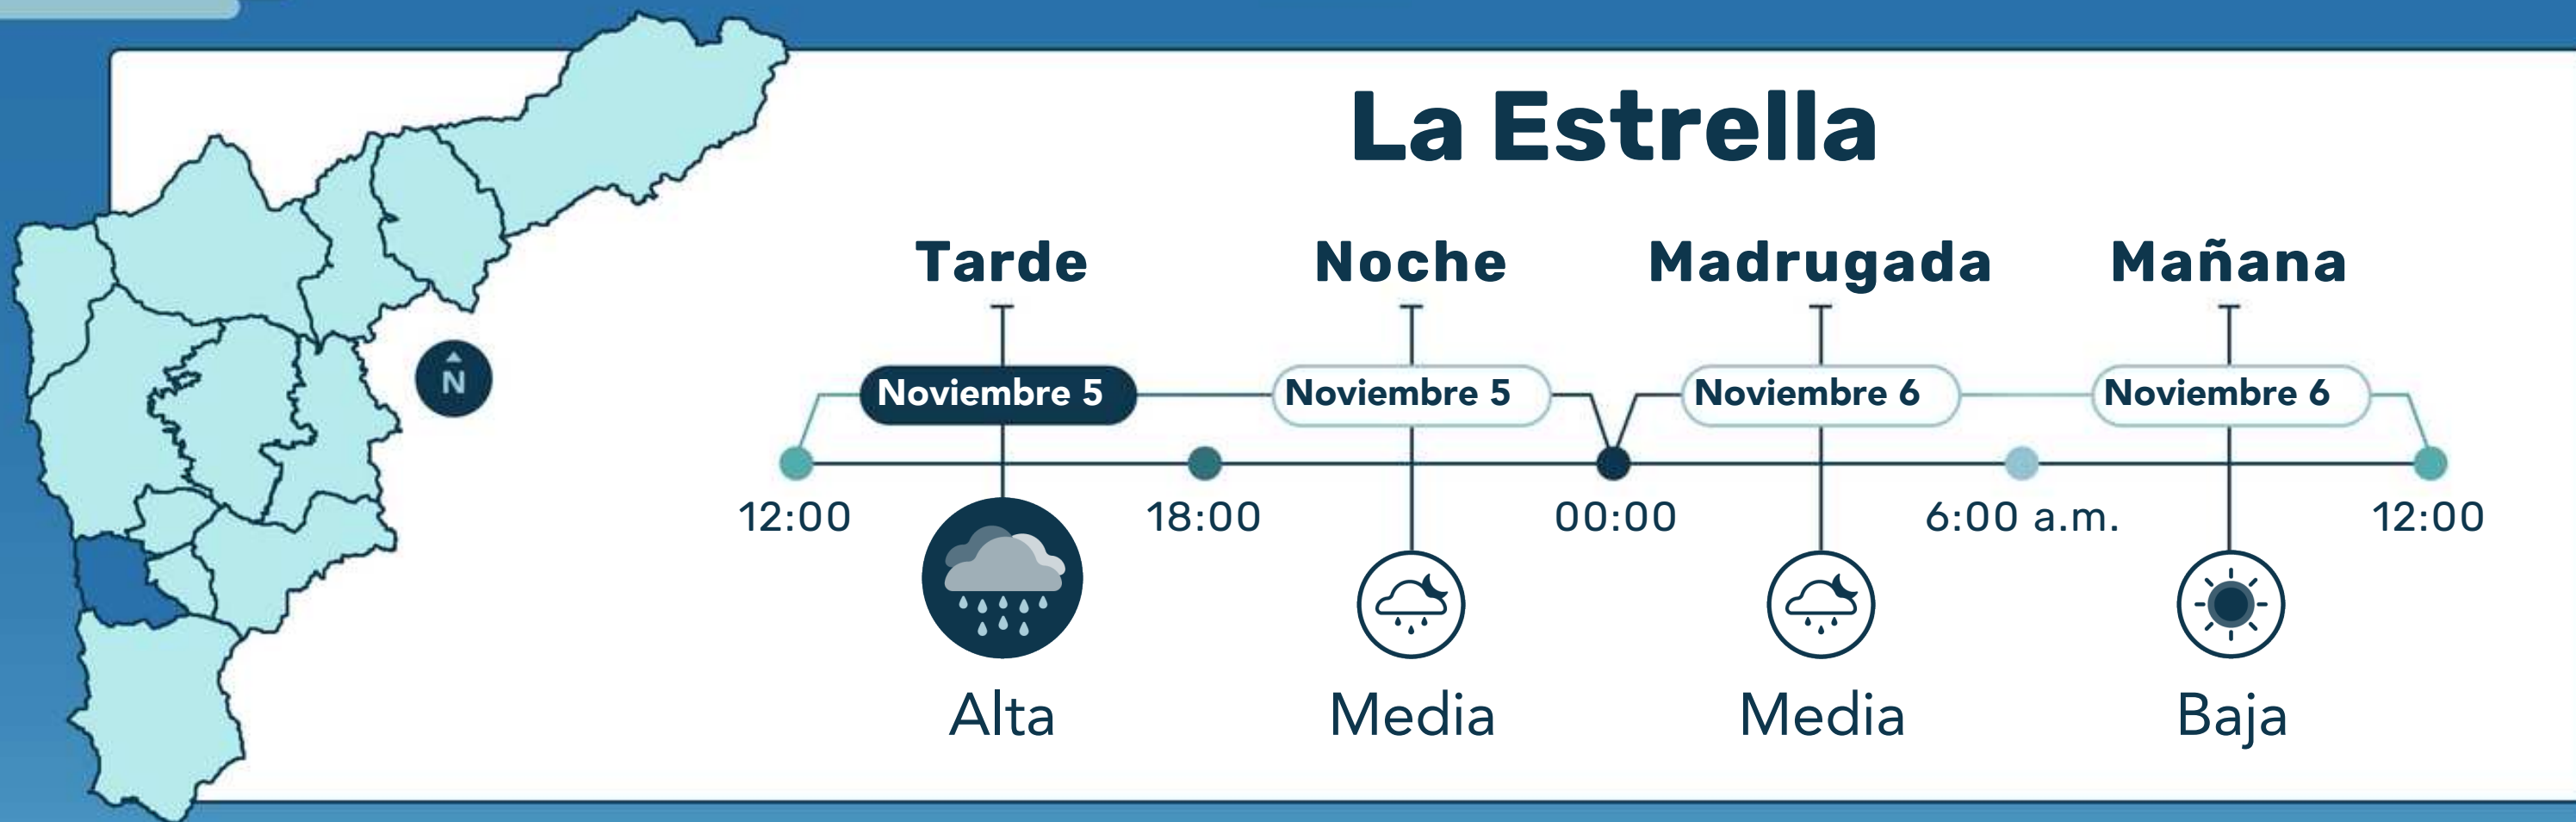 La Estrella
Tarde Noche Madrugada Mañana
N
Noviembre 5 Noviembre 5 Noviembre 6 Noviembre 6
12:00 18:00 00:00 6:00 a.m. 12:00
Alta Media Media Baja